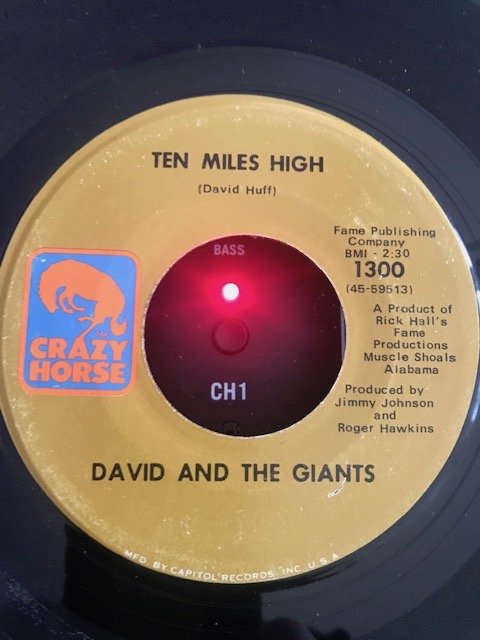 TEN MILES HIGH
(David Huff)
Fame Publishing
Company
BMI - 2:30
1300
(45-59513)
A Product of
Rick Hall's
Fame
Productions
Muscle Shoals
Alabama
Produced by
Jimmy Johnson
and
Roger Hawkins
CRAZY
HORSE
BASS
CH1
DAVID AND THE GIANTS
MFD. BY CAPITOL RECORDS, INC. U.S.A.